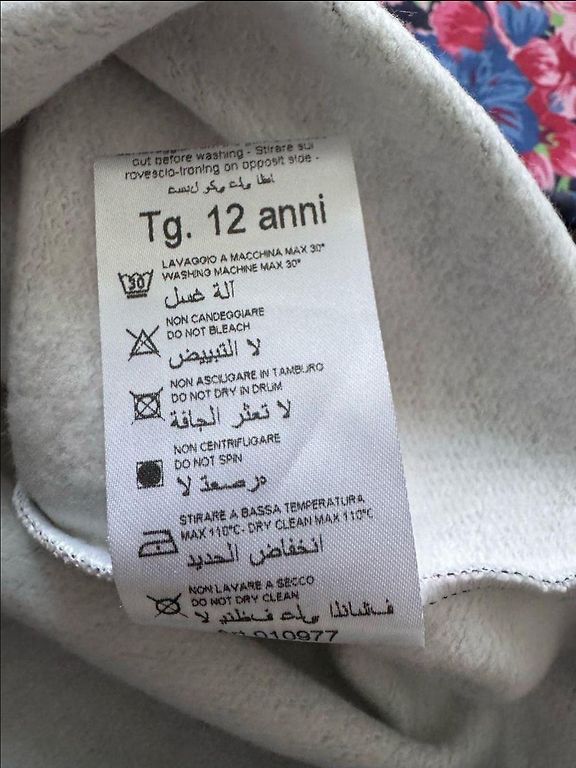 cut before washing - Stirare sul
rovescio-ironing on opposit side -
Tg. 12 anni
30
LAVAGGIO A MACCHINA MAX 30°
WASHING MACHINE MAX 30°
آلة غسل
NON CANDEGGIARE
DO NOT BLEACH
لا التبييض
NON ASCIUGARE IN TAMBURO
DO NOT DRY IN DRUM
لا تعثر الجافة
NON CENTRIFUGARE
DO NOT SPIN
لا
STIRARE A BASSA TEMPERATURA
MAX 110°C - DRY CLEAN MAX 110°C
انخفاض الحديد
NON LAVARE A SECCO
DO NOT DRY CLEAN
لا
Art. 010977